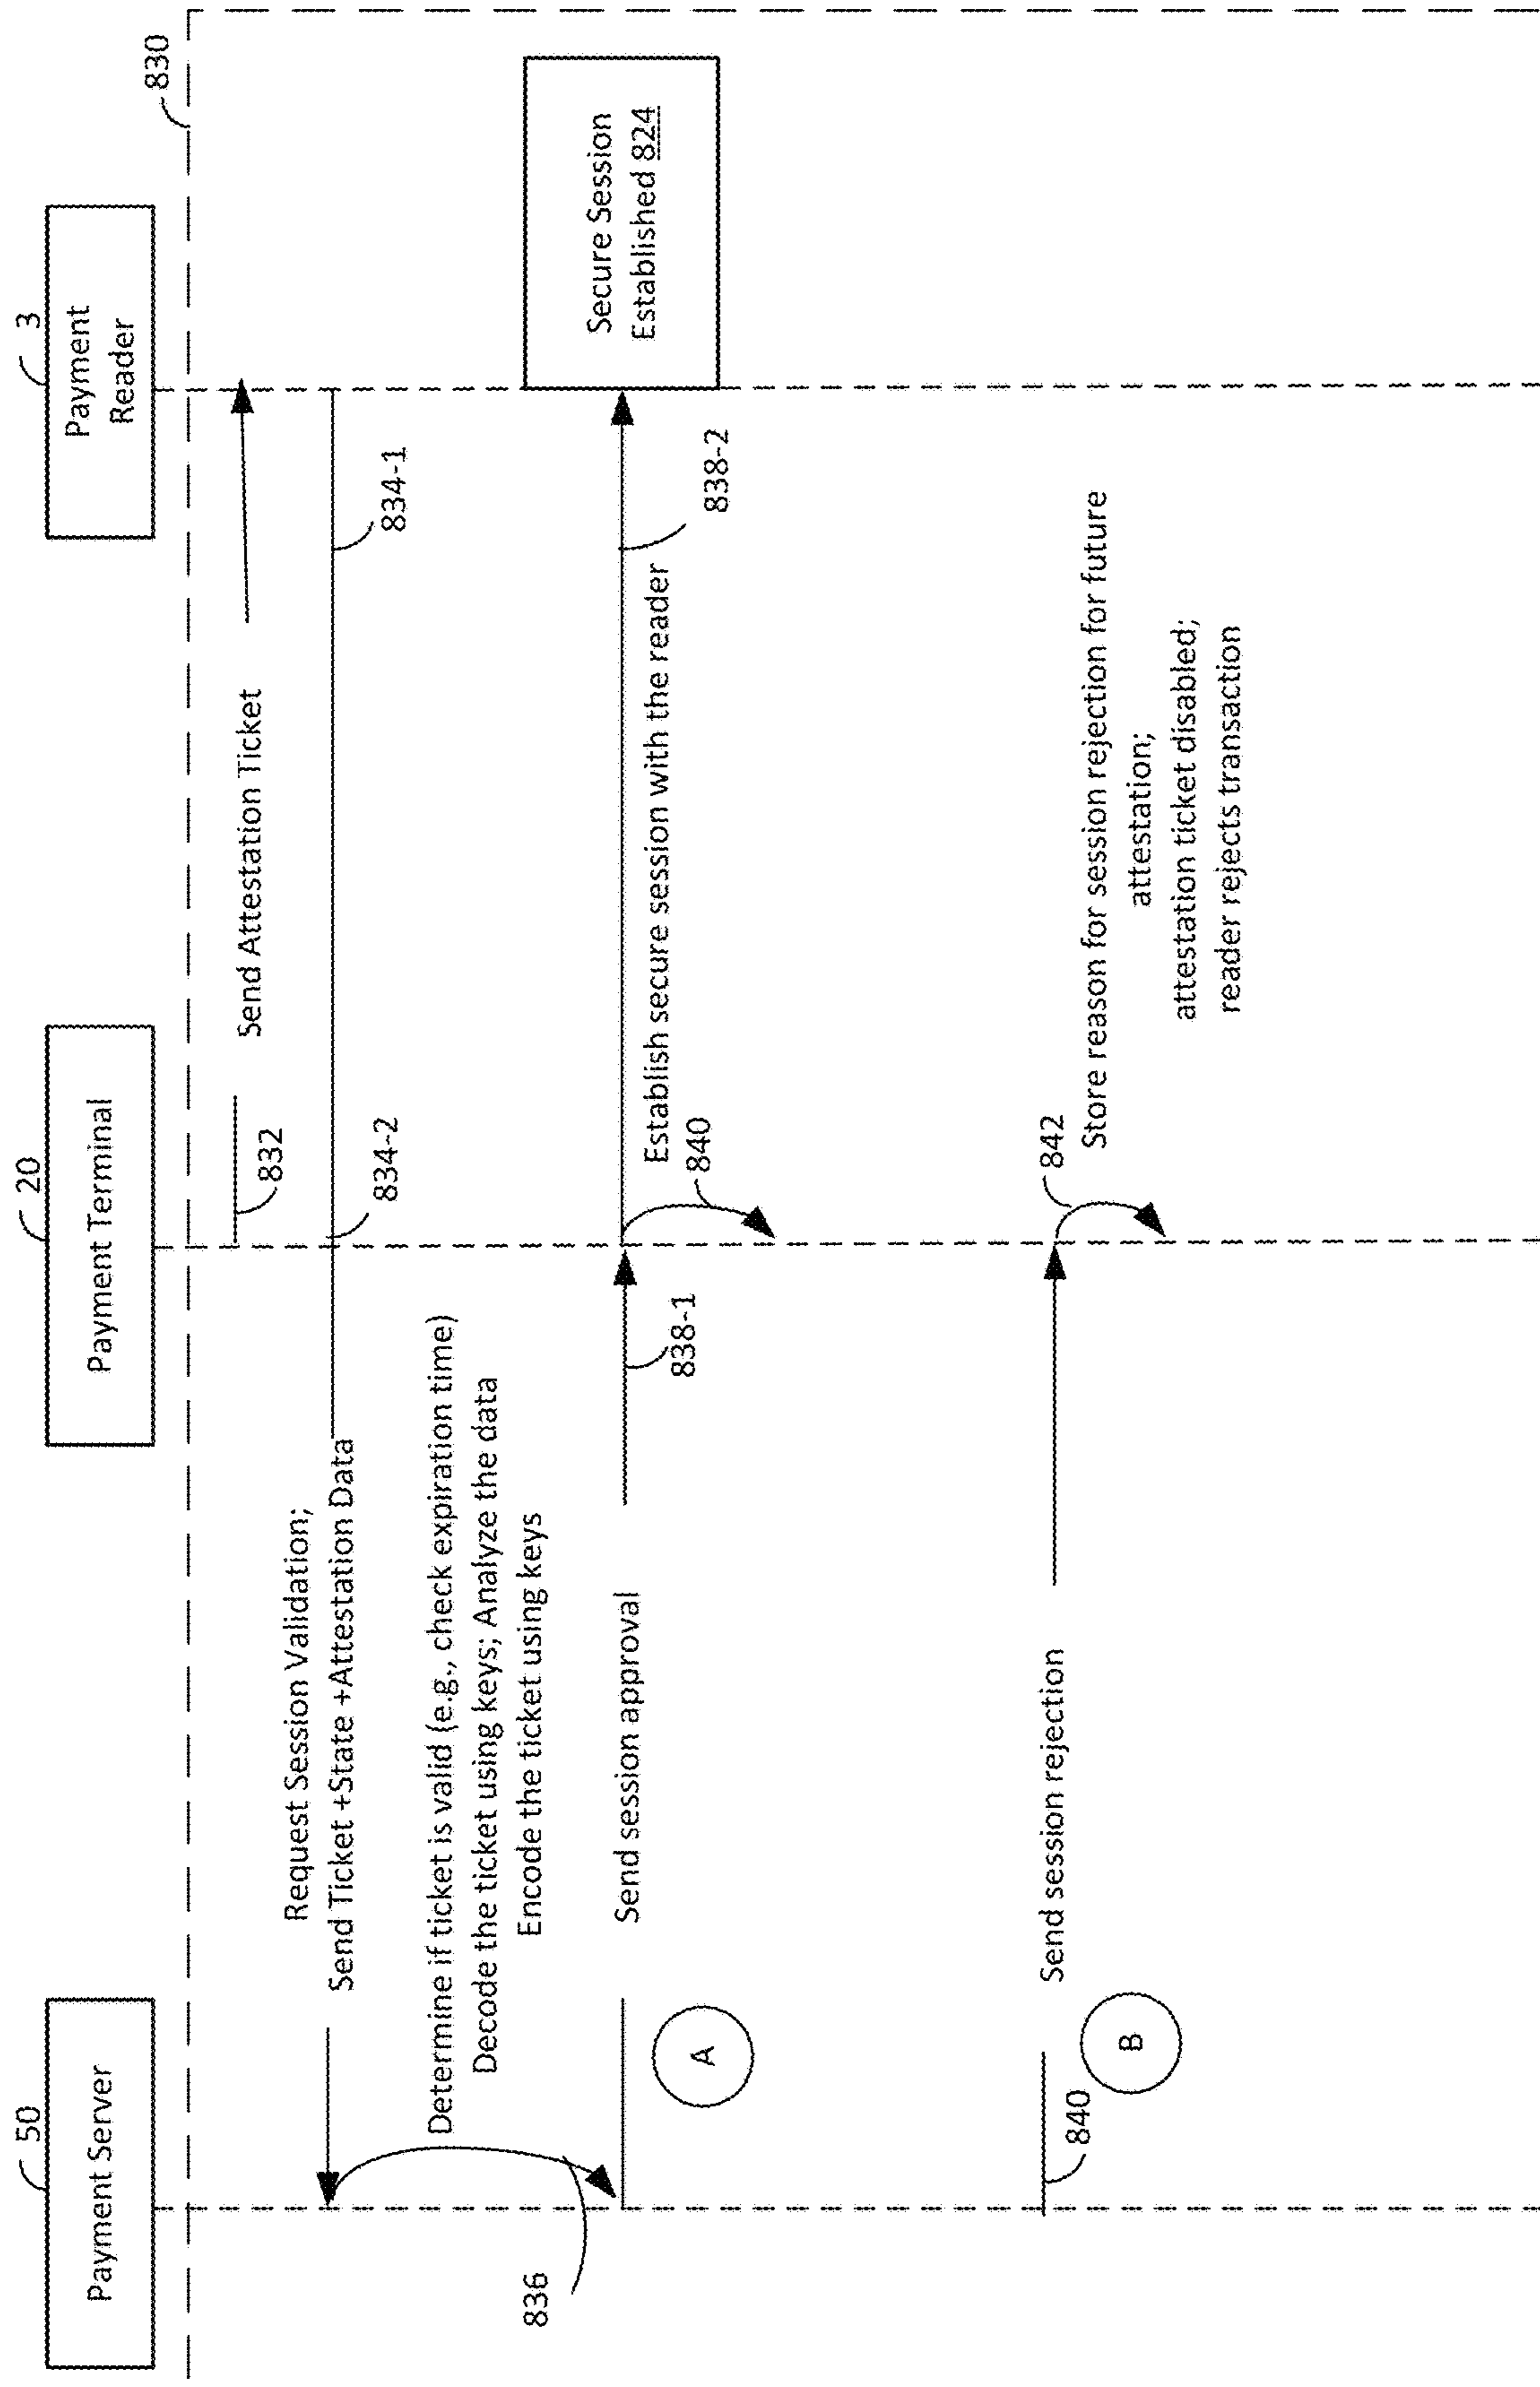 50
Payment Server
20
Payment Terminal
3
Payment
Reader
830
832
Send Attestation Ticket
Request Session Validation;
Send Ticket +State +Attestation Data
834-2
834-1
Determine if ticket is valid (e.g., check expiration time)
Decode the ticket using keys; Analyze the data
Encode the ticket using keys
836
Send session approval
A
838-1
Establish secure session with the reader
838-2
840
Secure Session
Established 824
Send session rejection
840
B
842
Store reason for session rejection for future
attestation;
attestation ticket disabled;
reader rejects transaction